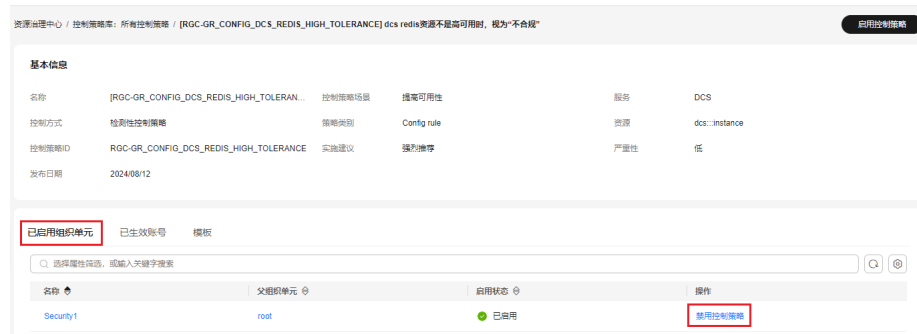 资源治理中心 / 控制策略库：所有控制策略 / [RGC-GR_CONFIG_DCS_REDIS_HIGH_TOLERANCE] dcs redis资源不是高可用时，视为“不合规” 启用控制策略
基本信息
名称 [RGC-GR_CONFIG_DCS_REDIS_HIGH_TOLERAN... 控制策略场景 提高可用性 服务 DCS
控制方式 检测性控制策略 策略类别 Config rule 资源 dcs:::instance
控制策略ID RGC-GR_CONFIG_DCS_REDIS_HIGH_TOLERANCE 实施建议 强烈推荐 严重性 低
发布日期 2024/08/12
已启用组织单元 已生效账号 模板
选择属性筛选，或输入关键字搜索
名称 父组织单元 启用状态 操作
Security1 root 已启用 禁用控制策略